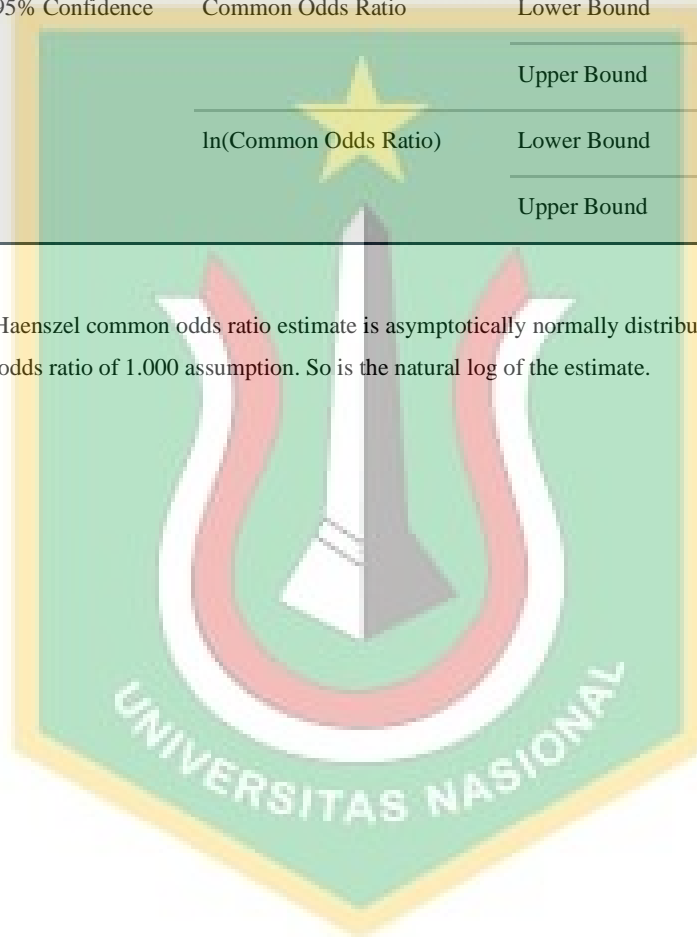 95% Confidence Common Odds Ratio Lower Bound
Upper Bound
ln(Common Odds Ratio) Lower Bound
Upper Bound
Haenszel common odds ratio estimate is asymptotically normally
odds ratio of 1.000 assumption. So is the natural log of the estimate.
UNIVERSITAS NASIONAL